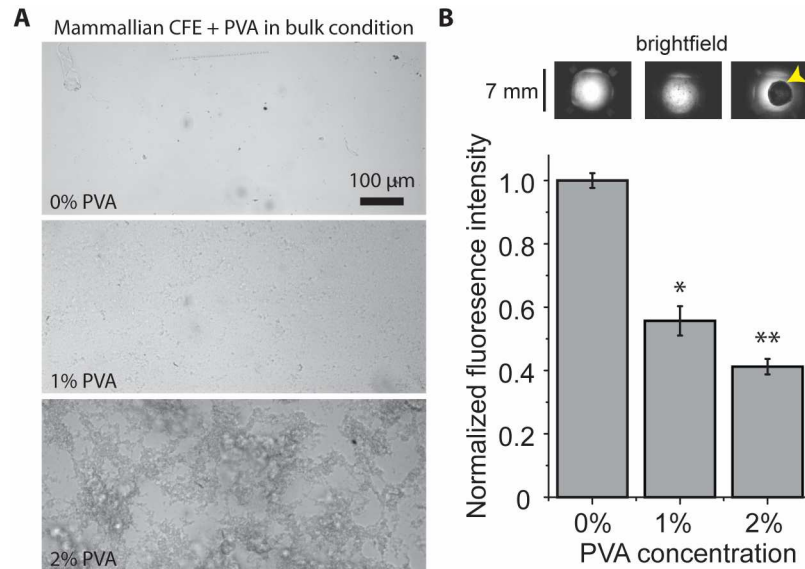 A
Mammallian CFE + PVA in bulk condition
0% PVA
100 μm
1% PVA
2% PVA
B
brightfield
7 mm
Normalized fluoresence intensity
1.0
0.8
0.6
0.4
0.2
0
*
**
0% 1% 2%
PVA concentration